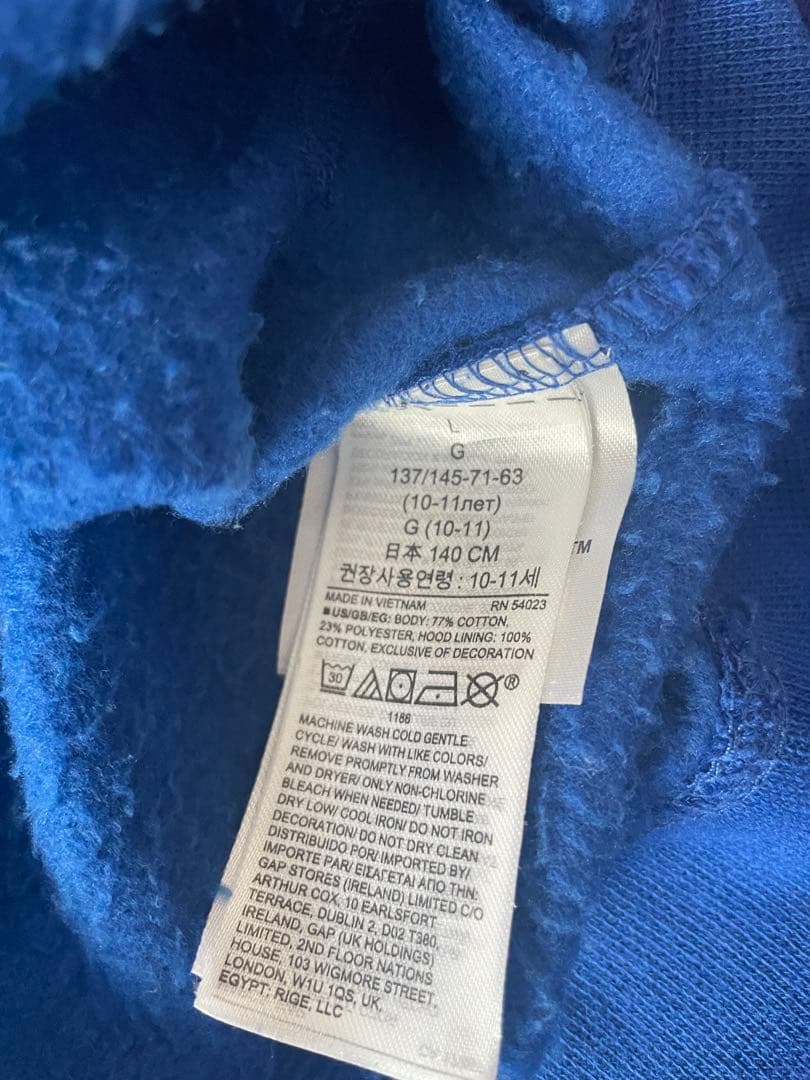 L
G
137/145-71-63
(10-11лет)
G (10-11)
日本 140 CM
권장사용연령 : 10-11세
MADE IN VIETNAM RN 54023
■US/GB/EG: BODY: 77% COTTON,
23% POLYESTER, HOOD LINING: 100%
COTTON, EXCLUSIVE OF DECORATION
30 ®
1186
MACHINE WASH COLD GENTLE
CYCLE/ WASH WITH LIKE COLORS/
REMOVE PROMPTLY FROM WASHER
AND DRYER/ ONLY NON-CHLORINE
BLEACH WHEN NEEDED/ TUMBLE
DRY LOW/ COOL IRON/ DO NOT IRON
DECORATION/ DO NOT DRY CLEAN
DISTRIBUIDO POR/ IMPORTED BY/
IMPORTE PAR/ ΕΙΣΑΓΕΤΑΙ ΑΠΟ ΤΗΝ:
GAP STORES (IRELAND) LIMITED C/O
ARTHUR COX, 10 EARLSFORT
TERRACE, DUBLIN 2, D02 T380,
IRELAND, GAP (UK HOLDINGS)
LIMITED, 2ND FLOOR NATIONS
HOUSE, 103 WIGMORE STREET,
LONDON, W1U 1QS, UK,
EGYPT: RIGE, LLC
TM